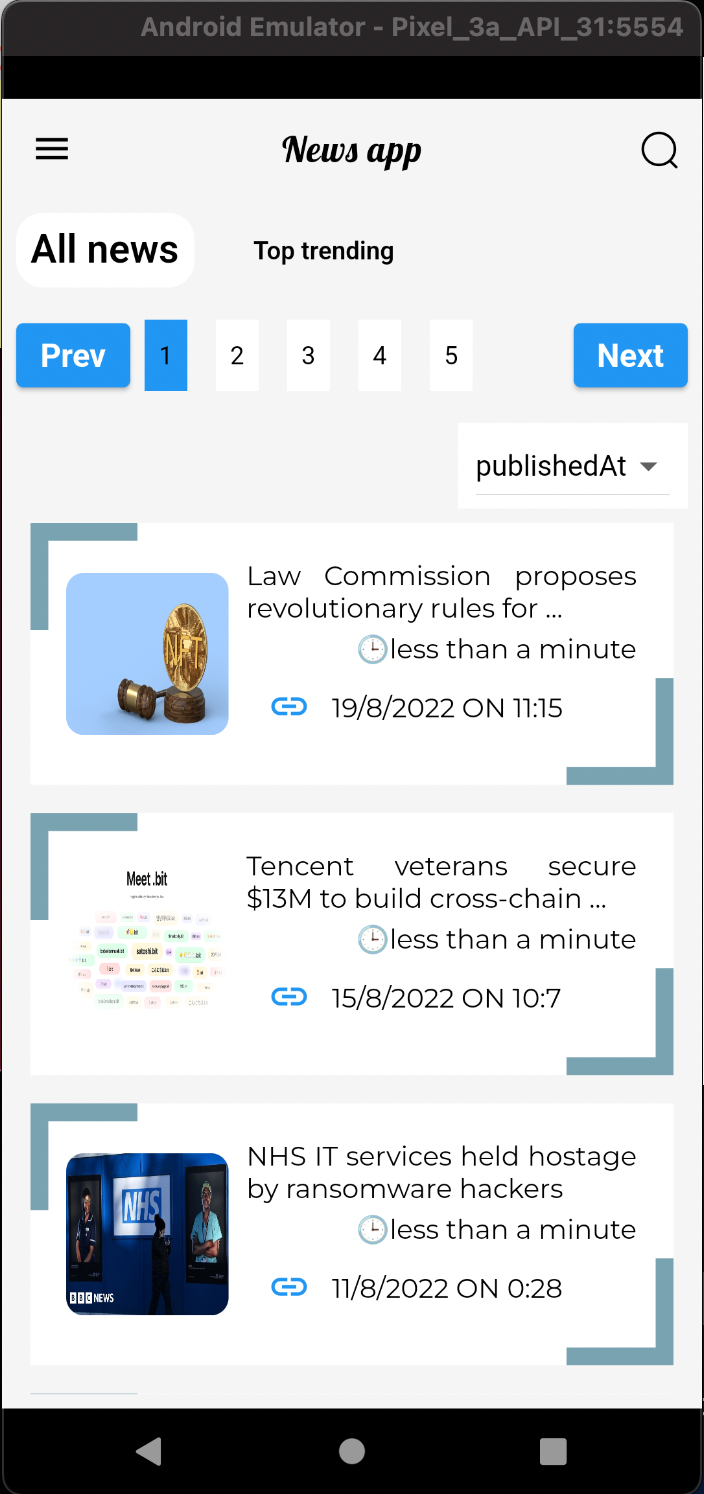 Android Emulator - Pixel_3a_API_31:5554
News app
All news
Top trending
Prev
1
2
3
4
5
Next
publishedAt
Law Commission proposes
revolutionary rules for ...
NFT
🕒less than a minute
19/8/2022 ON 11:15
Meet .bit
satoshi.bit
Tencent veterans secure
$13M to build cross-chain ...
🕒less than a minute
15/8/2022 ON 10:7
NHS
BBC NEWS
NHS IT services held hostage
by ransomware hackers
🕒less than a minute
11/8/2022 ON 0:28